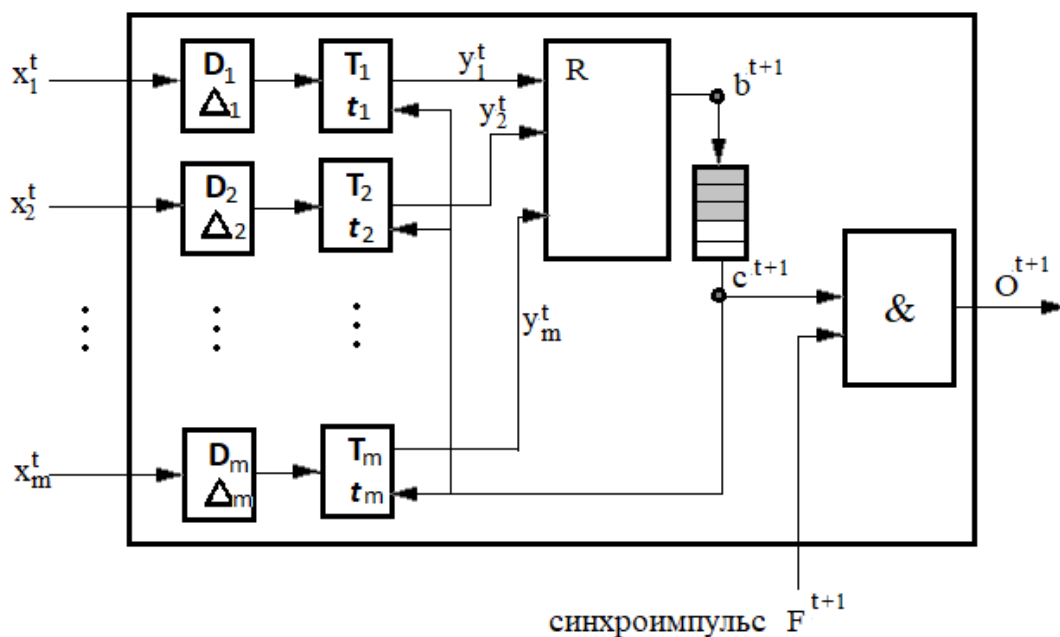 x₁ᵗ
D₁
Δ₁
T₁
t₁
y₁ᵗ
R
bᵗ⁺¹
x₂ᵗ
D₂
Δ₂
T₂
t₂
y₂ᵗ
cᵗ⁺¹
&
Oᵗ⁺¹
yₘᵗ
xₘᵗ
Dₘ
Δₘ
Tₘ
tₘ
синхроимпульс Fᵗ⁺¹